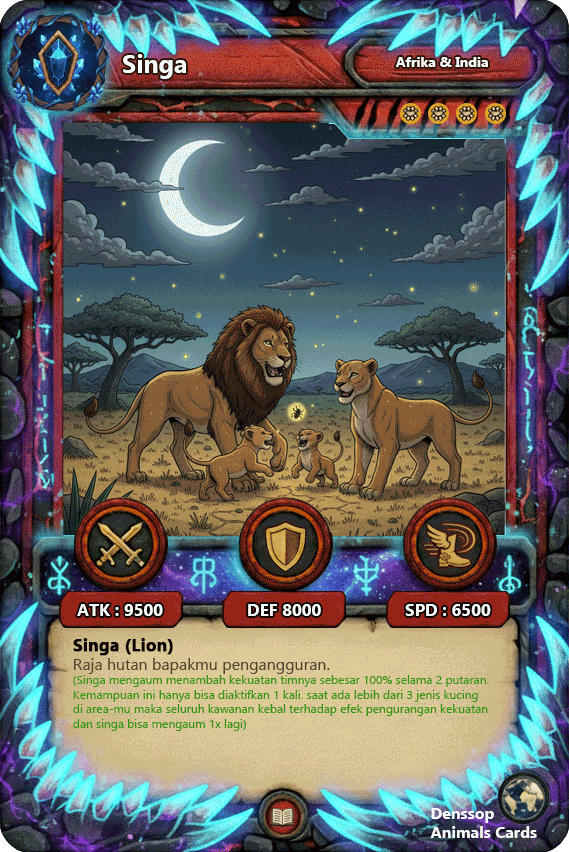 Singa
Afrika & India
ATK : 9500
DEF 8000
SPD : 6500
Singa (Lion)
Raja hutan bapakmu pengangguran.
(Singa mengaum menambah kekuatan timnya sebesar 100% selama 2 putaran.
Kemampuan ini hanya bisa diaktifkan 1 kali. saat ada lebih dari 3 jenis kucing
di area-mu maka seluruh kawanan kebal terhadap efek pengurangan kekuatan
dan singa bisa mengaum 1x lagi)
Denssop
Animals Cards